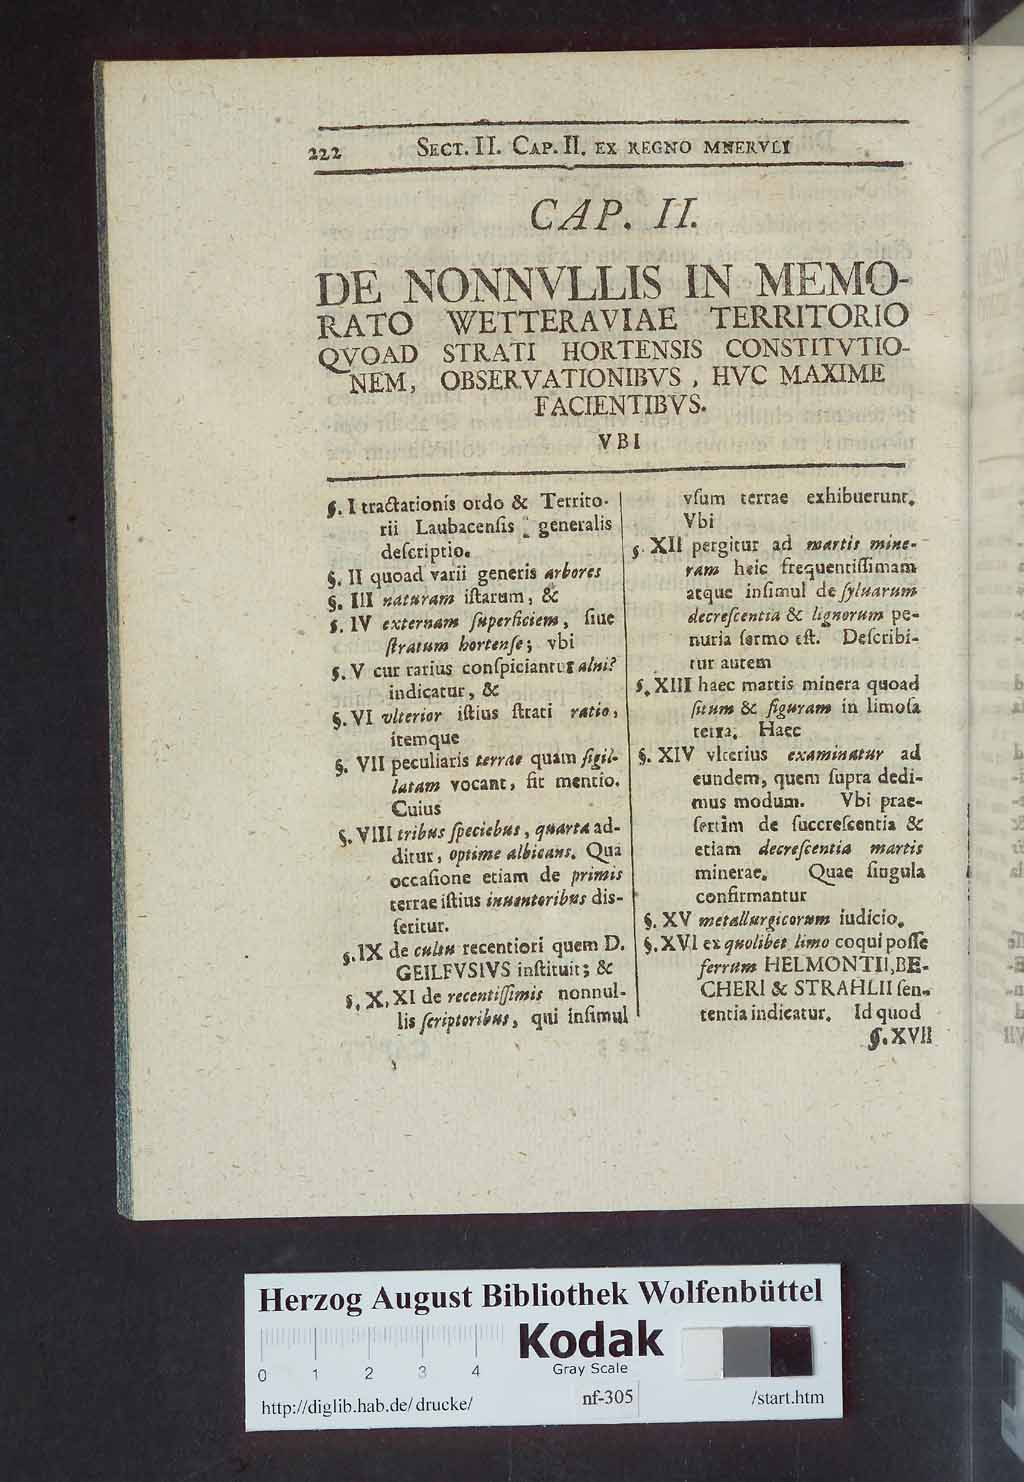 222 SECT. II. CAP. II. EX REGNO MNERVLI
CAP. II.
DE NONNVLLIS IN MEMO-
RATO WETTERAVIAE TERRITORIO
QVOAD STRATI HORTENSIS CONSTITVTIO-
NEM, OBSERVATIONIBVS, HVC MAXIME
FACIENTIBVS.
VBI
§. I tractationis ordo & Territo-
rii Laubacenſis generalis
deſcriptio.
§. II quoad varii generis arbores
§. III naturam iſtarum, &
§. IV externam ſuperficiem, ſiue
ſtratum hortenſe; vbi
§. V cur rarius conſpiciantur alni?
indicatur, &
§. VI vlterior iſtius ſtrati ratio,
itemque
§. VII peculiaris terrae quam ſigil-
latam vocant, fit mentio.
Cuius
§. VIII tribus ſpeciebus, quarta ad-
ditur, optime albicans. Qua
occaſione etiam de primis
terrae iſtius inuentoribus dis-
ſeritur.
§. IX de cultu recentiori quem D.
GEILFVSIVS inſtituit; &
§. X, XI de recentiſſimis nonnul-
lis ſcriptoribus, qui inſimul
vſum terrae exhibuerunt.
Vbi
§. XII pergitur ad martis mine-
ram heic frequentiſſimam
atque inſimul de ſyluarum
decreſcentia & lignorum pe-
nuria ſermo eſt. Deſcribi-
tur autem
§. XIII haec martis minera quoad
ſitum & figuram in limoſa
terra. Haec
§. XIV vlterius examinatur ad
eundem, quem ſupra dedi-
mus modum. Vbi prae-
ſertim de ſuccreſcentia &
etiam decreſcentia martis
minerae. Quae ſingula
confirmantur
§. XV metallurgicorum iudicio.
§. XVI ex quolibet limo coqui poſſe
ferrum HELMONTII, BE-
CHERI & STRAHLII ſen-
tentia indicatur. Id quod
§. XVII
Herzog August Bibliothek Wolfenbüttel
Kodak
Gray Scale
0 1 2 3 4
http://diglib.hab.de/drucke/ nf-305 /start.htm